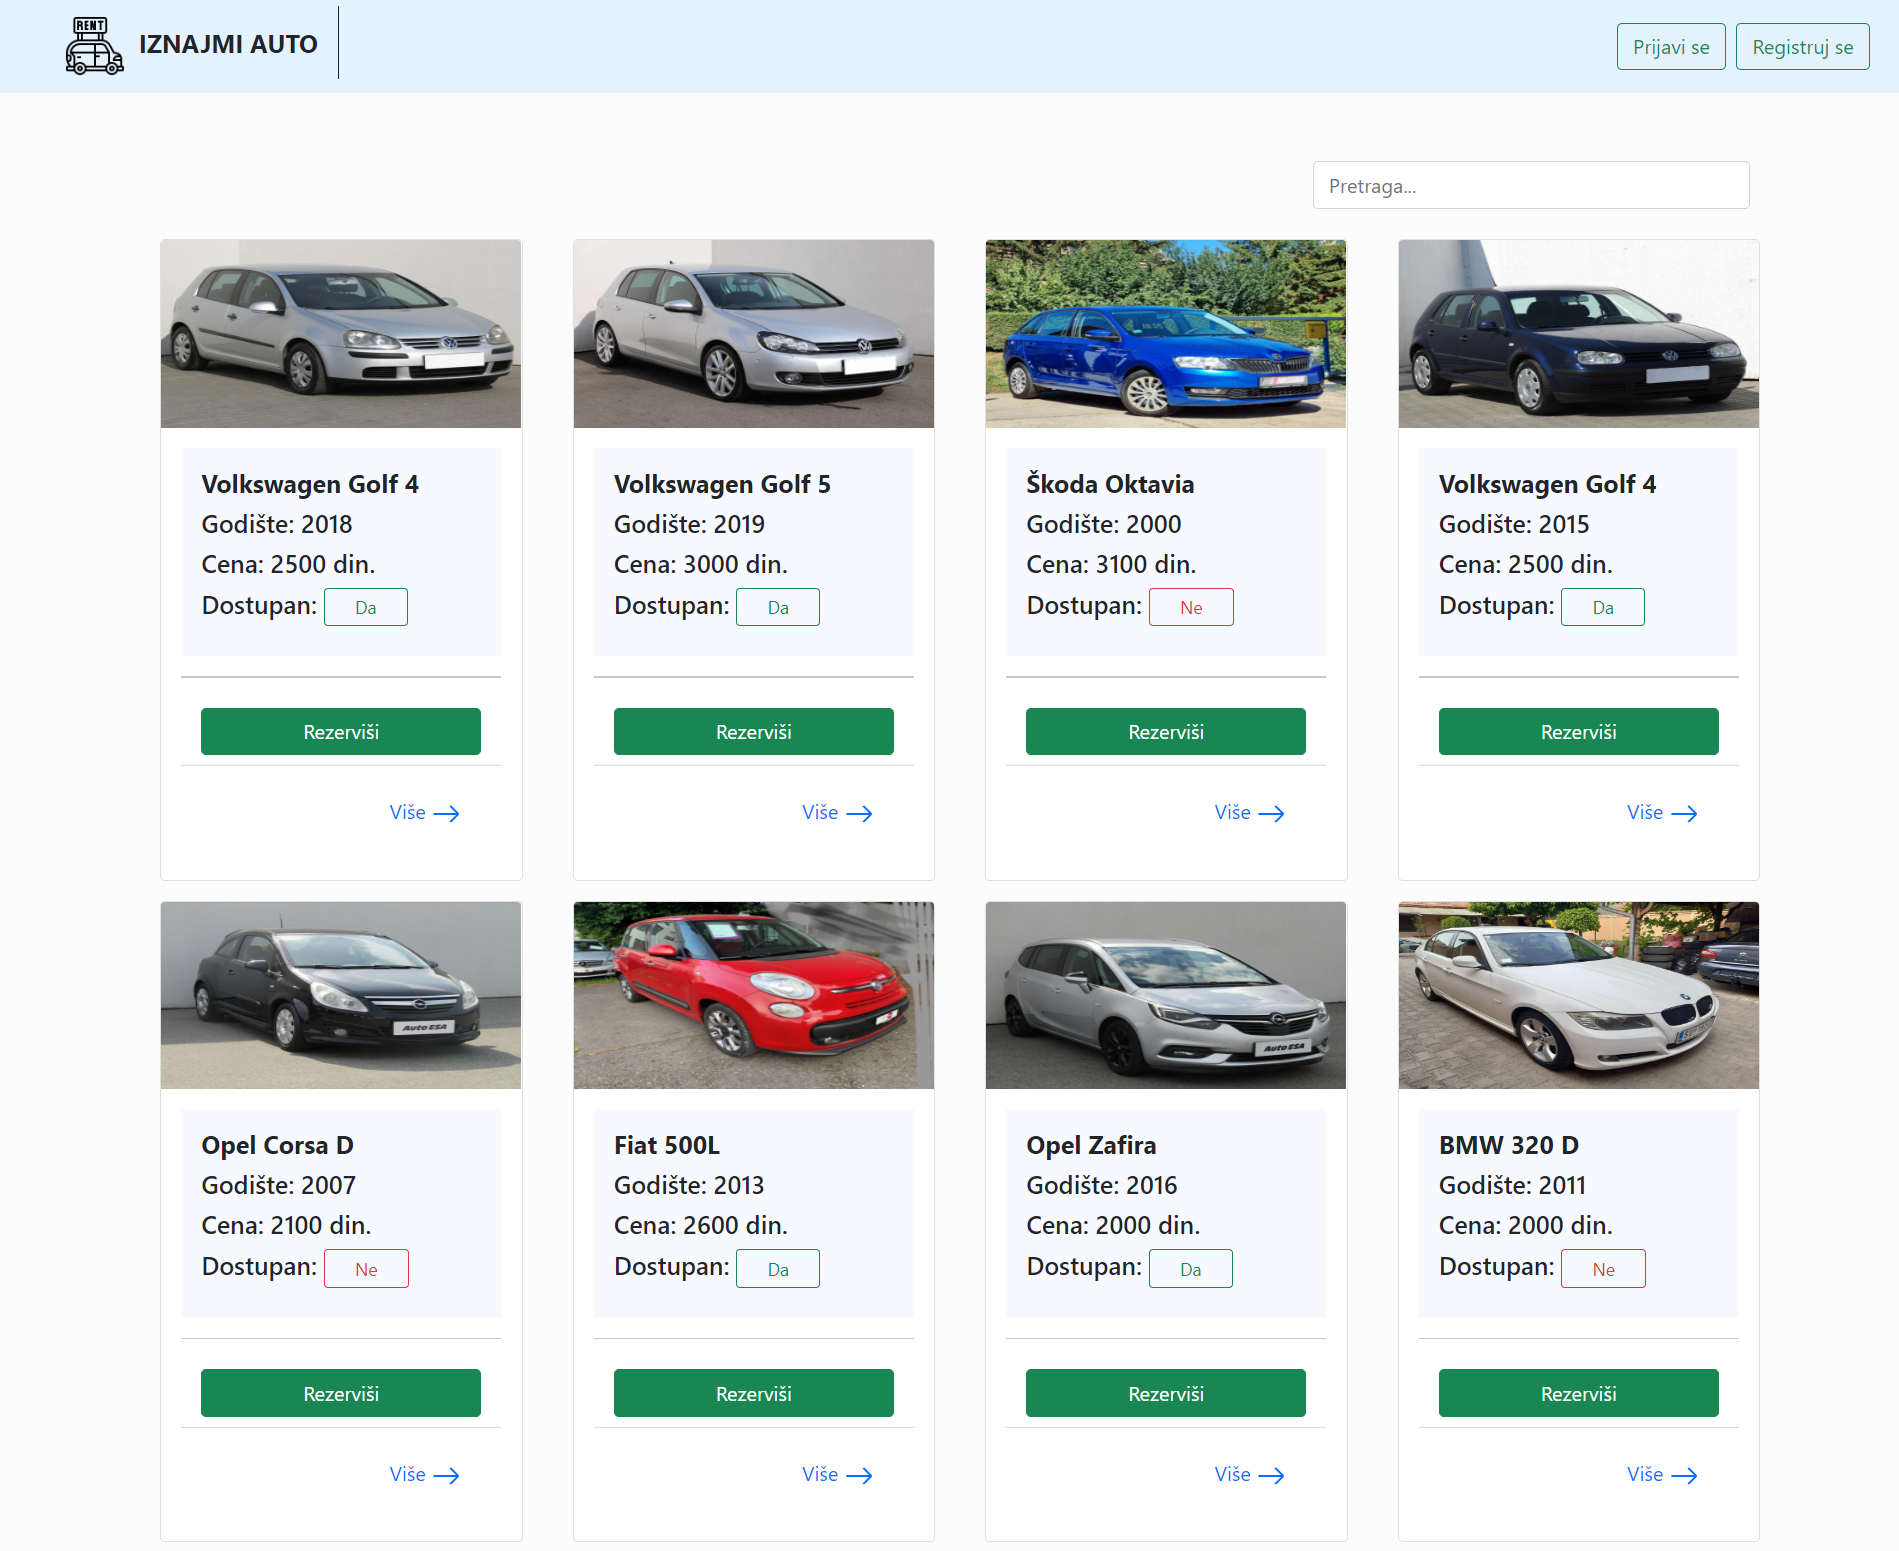 RENT
IZNAJMI AUTO
Prijavi se
Registruj se
Pretraga...
Volkswagen Golf 4
Godište: 2018
Cena: 2500 din.
Dostupan: Da
Rezerviši
Više
Volkswagen Golf 5
Godište: 2019
Cena: 3000 din.
Dostupan: Da
Rezerviši
Više
Škoda Oktavia
Godište: 2000
Cena: 3100 din.
Dostupan: Ne
Rezerviši
Više
Volkswagen Golf 4
Godište: 2015
Cena: 2500 din.
Dostupan: Da
Rezerviši
Više
Auto ESA
Opel Corsa D
Godište: 2007
Cena: 2100 din.
Dostupan: Ne
Rezerviši
Više
Fiat 500L
Godište: 2013
Cena: 2600 din.
Dostupan: Da
Rezerviši
Više
Auto ESA
Opel Zafira
Godište: 2016
Cena: 2000 din.
Dostupan: Da
Rezerviši
Više
BMW 320 D
Godište: 2011
Cena: 2000 din.
Dostupan: Ne
Rezerviši
Više